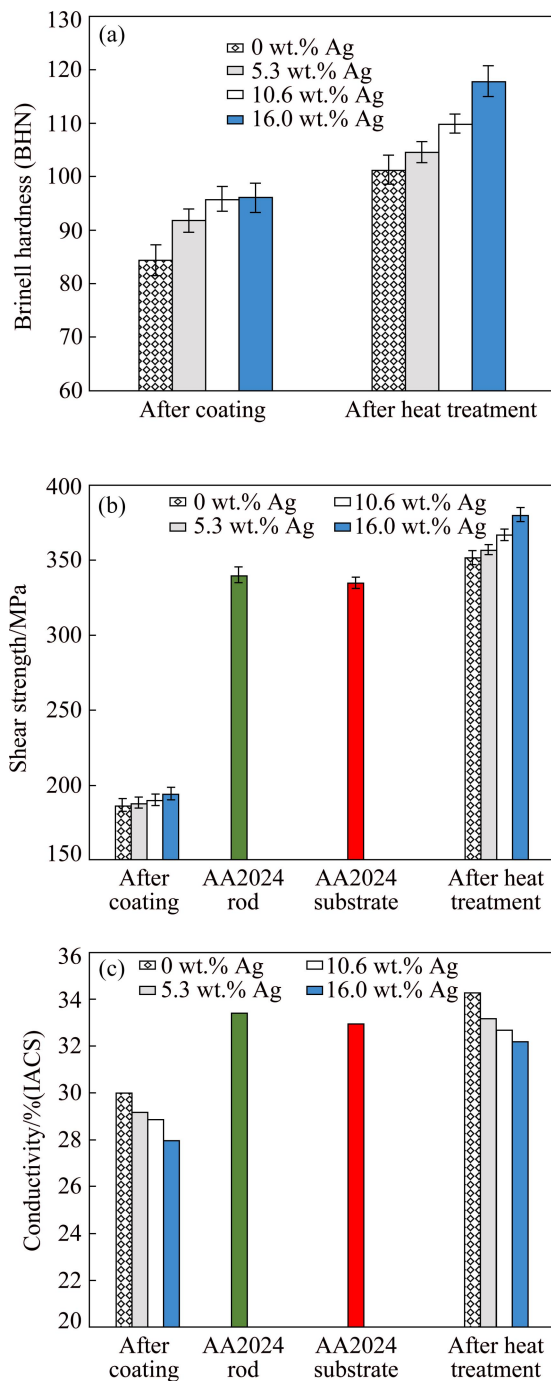 130
(a)
0 wt.% Ag
5.3 wt.% Ag
10.6 wt.% Ag
16.0 wt.% Ag
120
110
100
90
80
70
60
Brinell hardness (BHN)
After coating
After heat treatment
400
(b)
0 wt.% Ag
10.6 wt.% Ag
5.3 wt.% Ag
16.0 wt.% Ag
350
300
250
200
150
Shear strength/MPa
After
coating
AA2024
rod
AA2024
substrate
After heat
treatment
36
(c)
0 wt.% Ag
10.6 wt.% Ag
5.3 wt.% Ag
16.0 wt.% Ag
34
32
30
28
26
24
22
20
Conductivity/%(IACS)
After
coating
AA2024
rod
AA2024
substrate
After heat
treatment